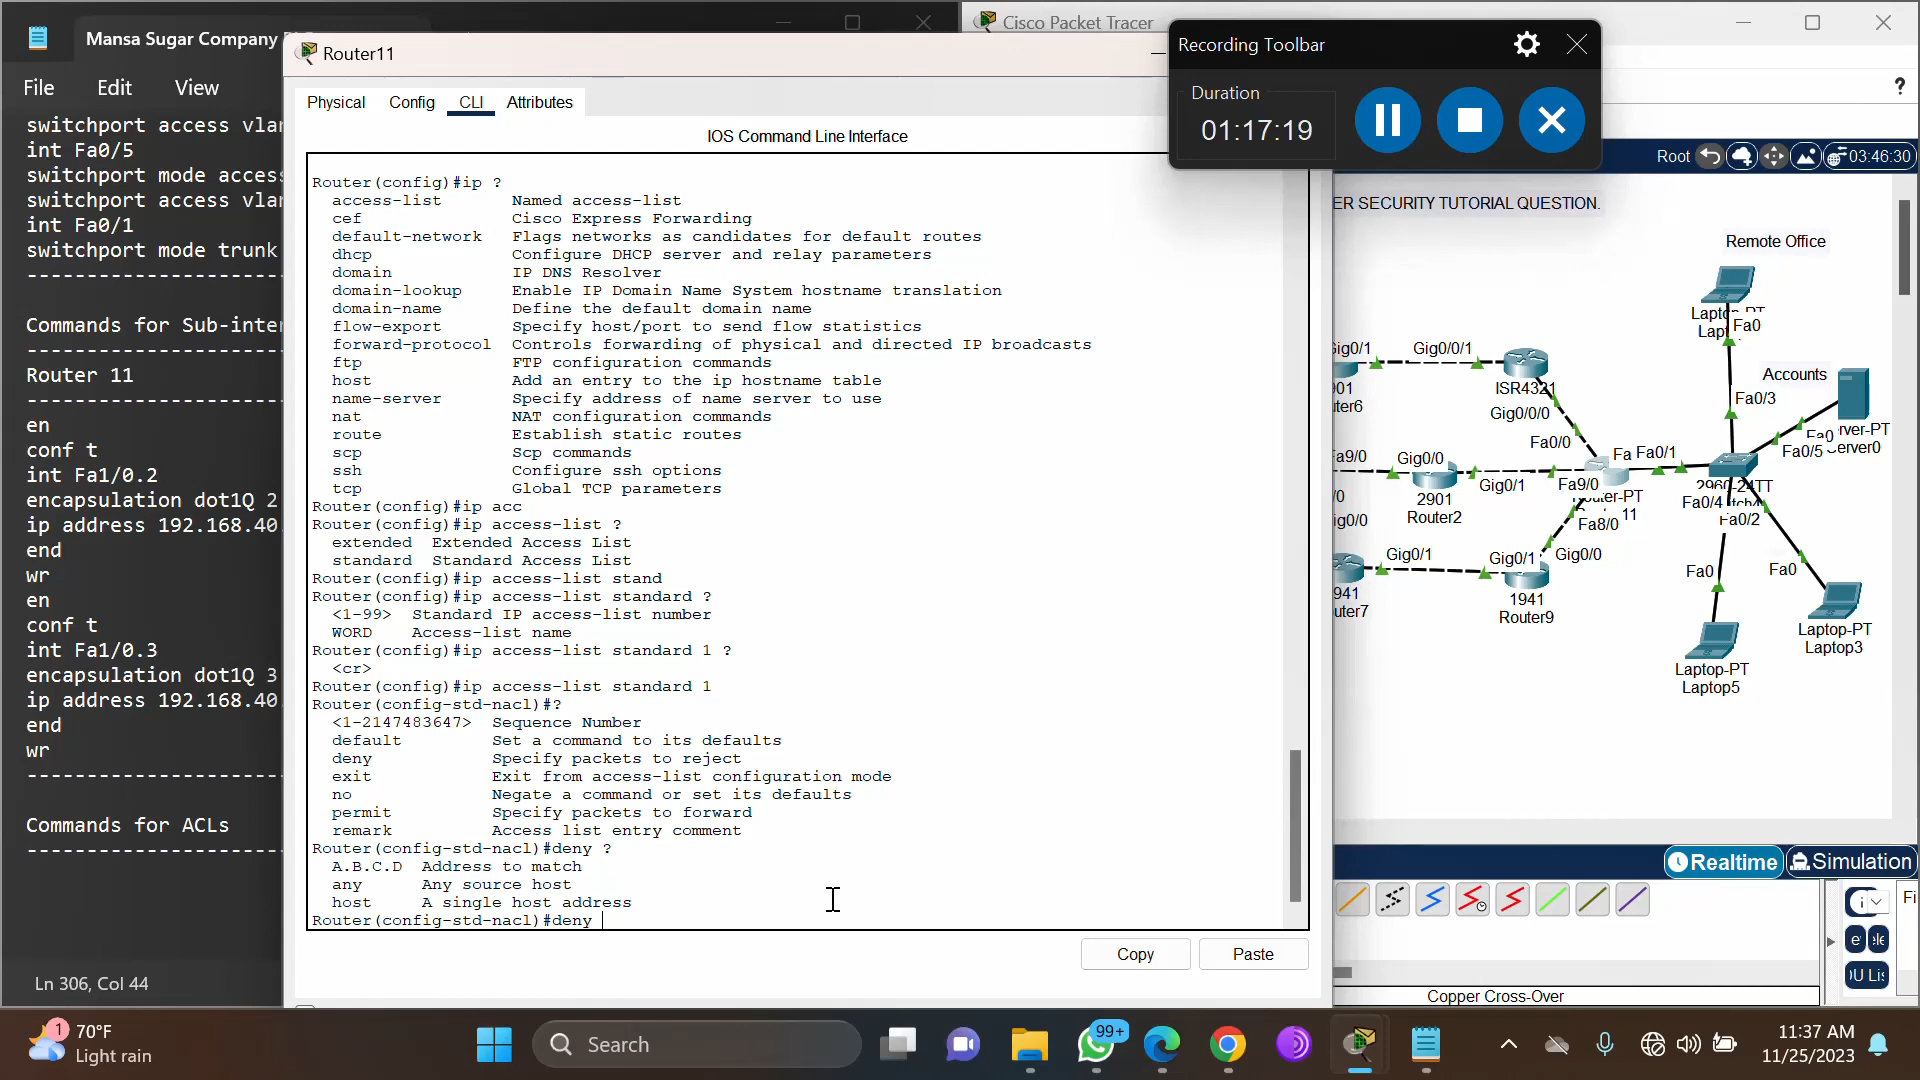 Mansa Sugar Company
File Edit View
switchport access vlan
int Fa0/5
switchport mode access
switchport access vlan
int Fa0/1
switchport mode trunk
--------------------
Commands for Sub-inter
--------------------
Router 11
--------------------
en
conf t
int Fa1/0.2
encapsulation dot1Q 2
ip address 192.168.40.
end
wr
en
conf t
int Fa1/0.3
encapsulation dot1Q 3
ip address 192.168.40.
end
wr
--------------------
Commands for ACLs
--------------------
Ln 306, Col 44
Router11
Physical Config CLI Attributes
IOS Command Line Interface
Router(config)#ip ?
access-list Named access-list
cef Cisco Express Forwarding
default-network Flags networks as candidates for default routes
dhcp Configure DHCP server and relay parameters
domain IP DNS Resolver
domain-lookup Enable IP Domain Name System hostname translation
domain-name Define the default domain name
flow-export Specify host/port to send flow statistics
forward-protocol Controls forwarding of physical and directed IP broadcasts
ftp FTP configuration commands
host Add an entry to the ip hostname table
name-server Specify address of name server to use
nat NAT configuration commands
route Establish static routes
scp Scp commands
ssh Configure ssh options
tcp Global TCP parameters
Router(config)#ip acc
Router(config)#ip access-list ?
extended Extended Access List
standard Standard Access List
Router(config)#ip access-list stand
Router(config)#ip access-list standard ?
<1-99> Standard IP access-list number
WORD Access-list name
Router(config)#ip access-list standard 1 ?
<cr>
Router(config)#ip access-list standard 1
Router(config-std-nacl)#?
<1-2147483647> Sequence Number
default Set a command to its defaults
deny Specify packets to reject
exit Exit from access-list configuration mode
no Negate a command or set its defaults
permit Specify packets to forward
remark Access list entry comment
Router(config-std-nacl)#deny ?
A.B.C.D Address to match
any Any source host
host A single host address
Router(config-std-nacl)#deny
Copy Paste
Cisco Packet Tracer
Recording Toolbar
Duration
01:17:19
?
Root
03:46:30
ER SECURITY TUTORIAL QUESTION.
Remote Office
Fa0
Gig0/1 Gig0/0/1
ISR4321
Gig0/0/0
Accounts
Fa0/3
Fa0/0
Fa0/1
Fa0
Fa0/5
Server0
Gig0/0
Gig0/1
Fa9/0
2901
Router2
2960-24TT
Fa0/4
Fa0/2
Fa8/0
Gig0/1
Gig0/1
Gig0/0
Fa0
Fa0
1941
Router9
Laptop-PT
Laptop3
Laptop-PT
Laptop5
Realtime Simulation
Copper Cross-Over
1
70°F
Light rain
Search
99+
11:37 AM
11/25/2023